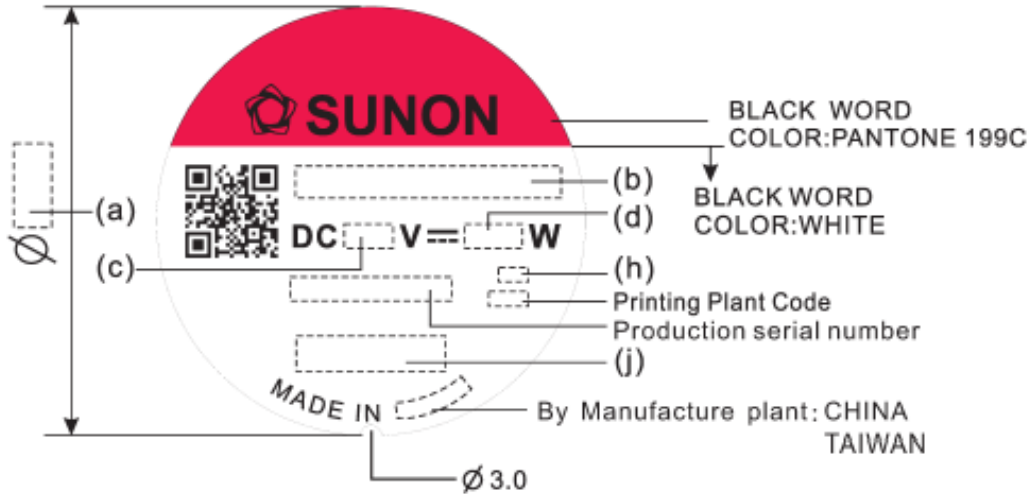 SUNON
BLACK WORD
COLOR:PANTONE 199C
(b)
BLACK WORD
COLOR:WHITE
(a)
(d)
DC V W
(c)
(h)
Printing Plant Code
Production serial number
(j)
MADE IN
By Manufacture plant: CHINA
TAIWAN
Ø
Ø 3.0